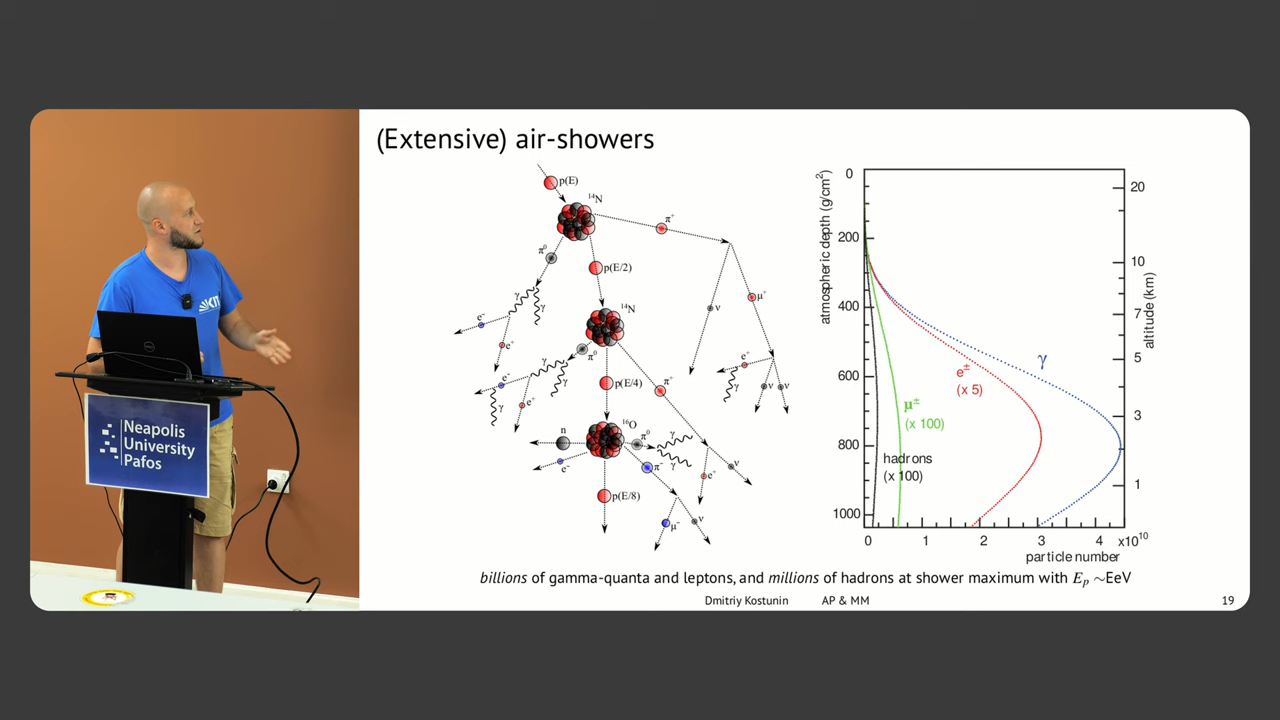 (Extensive) air-showers
p(E)
¹⁴N
π⁺
π⁰
p(E/2)
γ
γ
e⁻
e⁺
ν
μ⁺
¹⁴N
π⁰
γ
γ
e⁻
e⁺
p(E/4)
π⁺
e⁺
γ
ν
ν
¹⁶O
n
e⁻
π⁰
γ
γ
π⁻
ν
e⁺
p(E/8)
μ⁻
ν
atmospheric depth (g/cm²)
0
200
400
600
800
1000
20
10
7
5
3
1
altitude (km)
γ
e±
(x 5)
μ±
(x 100)
hadrons
(x 100)
0 1 2 3 4 x10¹⁰
particle number
billions of gamma-quanta and leptons, and millions of hadrons at shower maximum with Eₚ ∼EeV
Dmitriy Kostunin AP & MM 19
KIT
DELL
Neapolis
University
Pafos